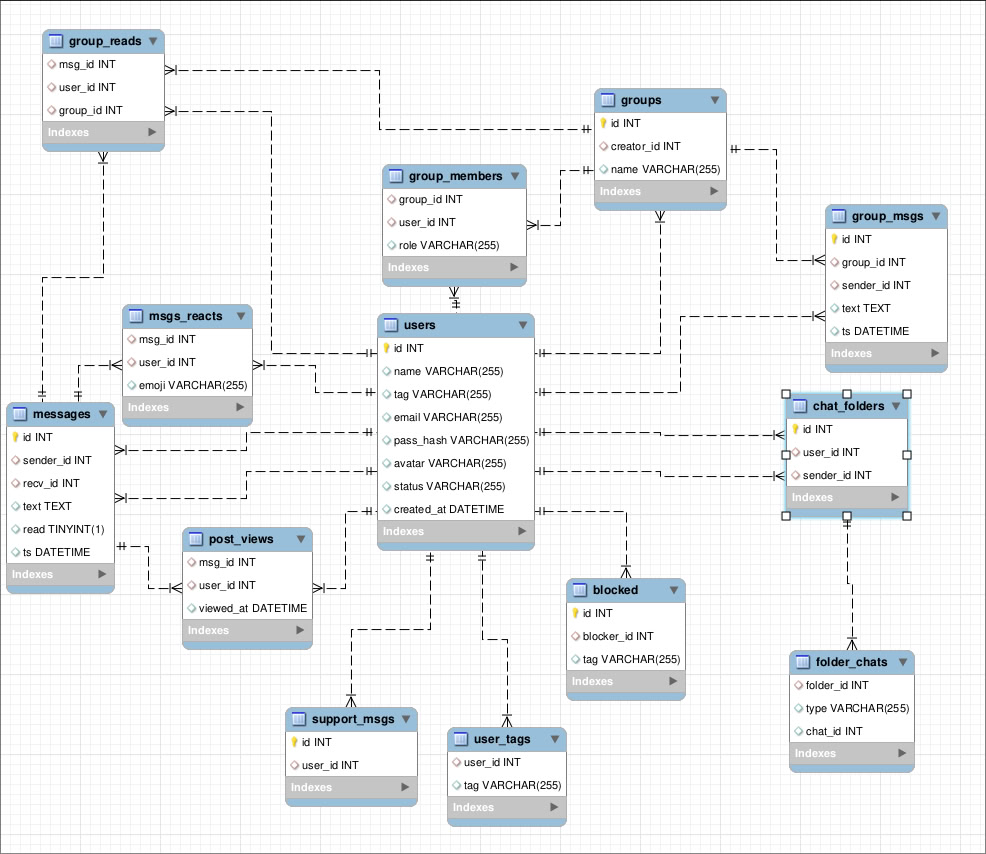 group_reads
msg_id INT
user_id INT
group_id INT
Indexes
groups
id INT
creator_id INT
name VARCHAR(255)
Indexes
group_members
group_id INT
user_id INT
role VARCHAR(255)
Indexes
group_msgs
id INT
group_id INT
sender_id INT
text TEXT
ts DATETIME
Indexes
msgs_reacts
msg_id INT
user_id INT
emoji VARCHAR(255)
Indexes
users
id INT
name VARCHAR(255)
tag VARCHAR(255)
email VARCHAR(255)
pass_hash VARCHAR(255)
avatar VARCHAR(255)
status VARCHAR(255)
created_at DATETIME
Indexes
messages
id INT
sender_id INT
recv_id INT
text TEXT
read TINYINT(1)
ts DATETIME
Indexes
chat_folders
id INT
user_id INT
sender_id INT
Indexes
post_views
msg_id INT
user_id INT
viewed_at DATETIME
Indexes
blocked
id INT
blocker_id INT
tag VARCHAR(255)
Indexes
folder_chats
folder_id INT
type VARCHAR(255)
chat_id INT
Indexes
support_msgs
id INT
user_id INT
Indexes
user_tags
user_id INT
tag VARCHAR(255)
Indexes